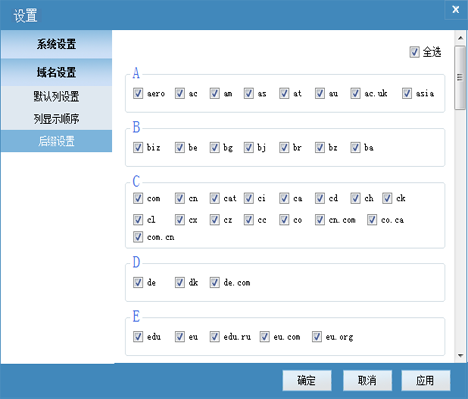 设置
x
系统设置
域名设置
默认列设置
列显示顺序
后缀设置
全选
A
aero ac am as at au ac.uk asia
B
biz be bg bj br bz ba
C
com cn cat ci ca cd ch ck
cl cx cz cc co cn.com co.ca
com.cn
D
de dk de.com
E
edu eu edu.ru eu.com eu.org
确定 取消 应用